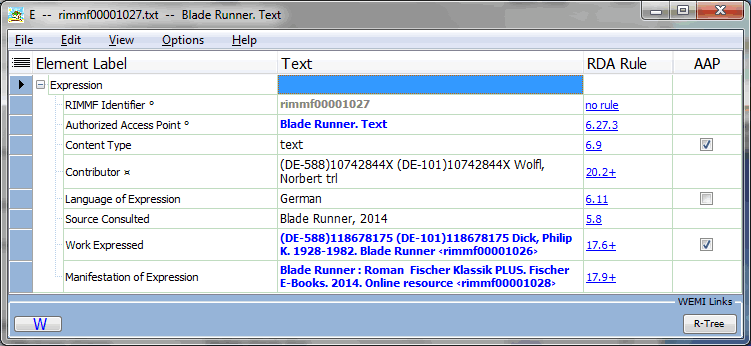 E -- rimmf00001027.txt -- Blade Runner. Text
File Edit View Options Help
Element Label Text RDA Rule AAP
Expression
RIMMF Identifier ° rimmf00001027 no rule
Authorized Access Point ° Blade Runner. Text 6.27.3
Content Type text 6.9
Contributor ¤ (DE-588)10742844X (DE-101)10742844X Wolfl, 20.2+
Norbert trl
Language of Expression German 6.11
Source Consulted Blade Runner, 2014 5.8
Work Expressed (DE-588)118678175 (DE-101)118678175 Dick, Philip 17.6+
K. 1928-1982. Blade Runner <rimmf00001026>
Manifestation of Expression Blade Runner : Roman Fischer Klassik PLUS. Fischer 17.9+
E-Books. 2014. Online resource <rimmf00001028>
WEMI Links
W R-Tree